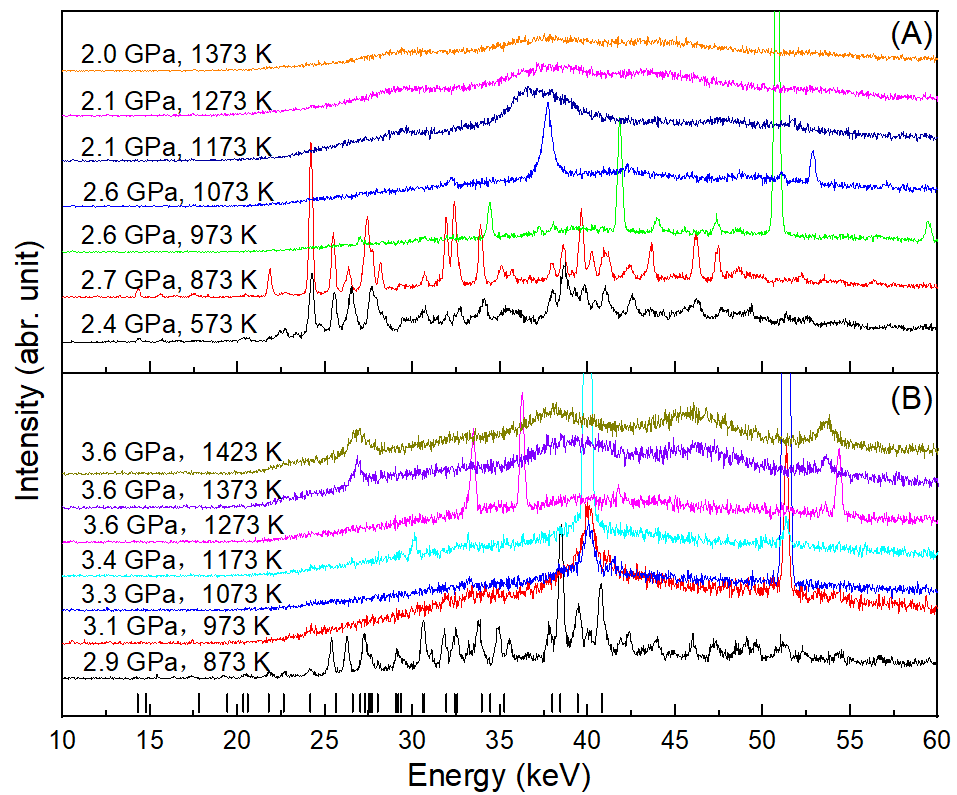 (A)
2.0 GPa, 1373 K
2.1 GPa, 1273 K
2.1 GPa, 1173 K
2.6 GPa, 1073 K
2.6 GPa, 973 K
2.7 GPa, 873 K
2.4 GPa, 573 K
(B)
3.6 GPa， 1423 K
3.6 GPa， 1373 K
3.6 GPa， 1273 K
3.4 GPa， 1173 K
3.3 GPa， 1073 K
3.1 GPa， 973 K
2.9 GPa， 873 K
Intensity (abr. unit)
10 15 20 25 30 35 40 45 50 55 60
Energy (keV)